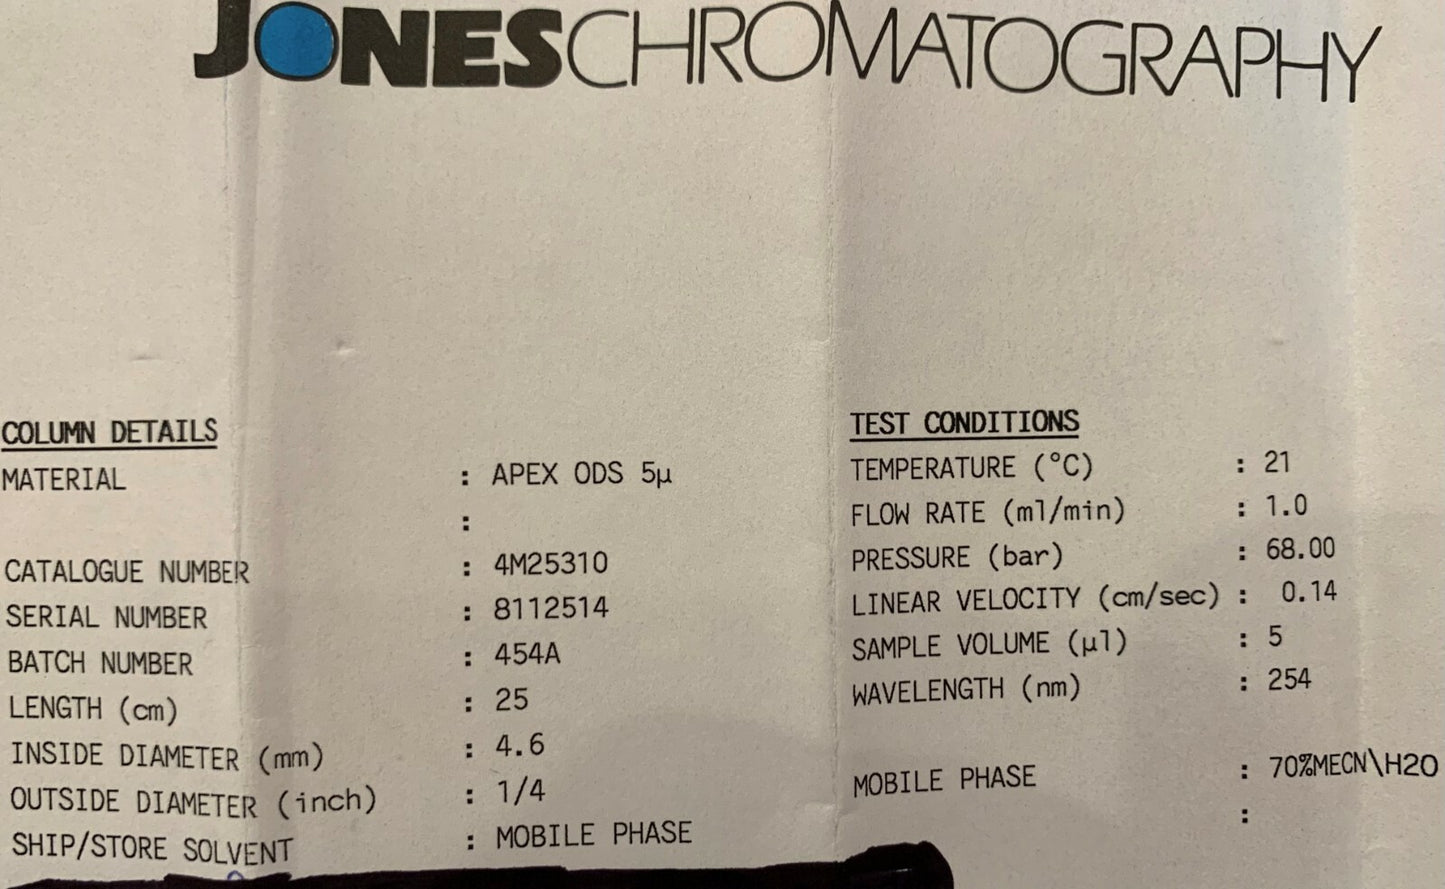 JONES CHROMATOGRAPHY
COLUMN DETAILS
MATERIAL : APEX ODS 5µ
:
CATALOGUE NUMBER : 4M25310
SERIAL NUMBER : 8112514
BATCH NUMBER : 454A
LENGTH (cm) : 25
INSIDE DIAMETER (mm) : 4.6
OUTSIDE DIAMETER (inch) : 1/4
SHIP/STORE SOLVENT : MOBILE PHASE
TEST CONDITIONS
TEMPERATURE (°C) : 21
FLOW RATE (ml/min) : 1.0
PRESSURE (bar) : 68.00
LINEAR VELOCITY (cm/sec) : 0.14
SAMPLE VOLUME (µl) : 5
WAVELENGTH (nm) : 254
MOBILE PHASE : 70%MECN\H2O
: